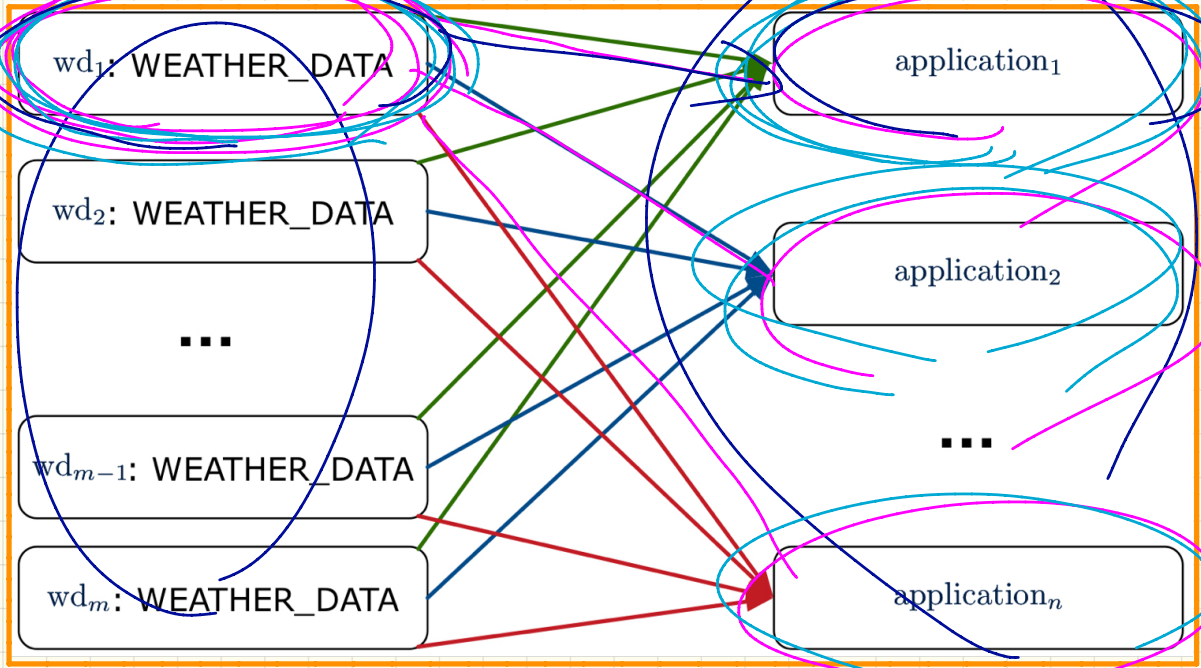 wd₁: WEATHER_DATA
wd₂: WEATHER_DATA
...
wdₘ₋₁: WEATHER_DATA
wdₘ: WEATHER_DATA
application₁
application₂
...
applicationₙ